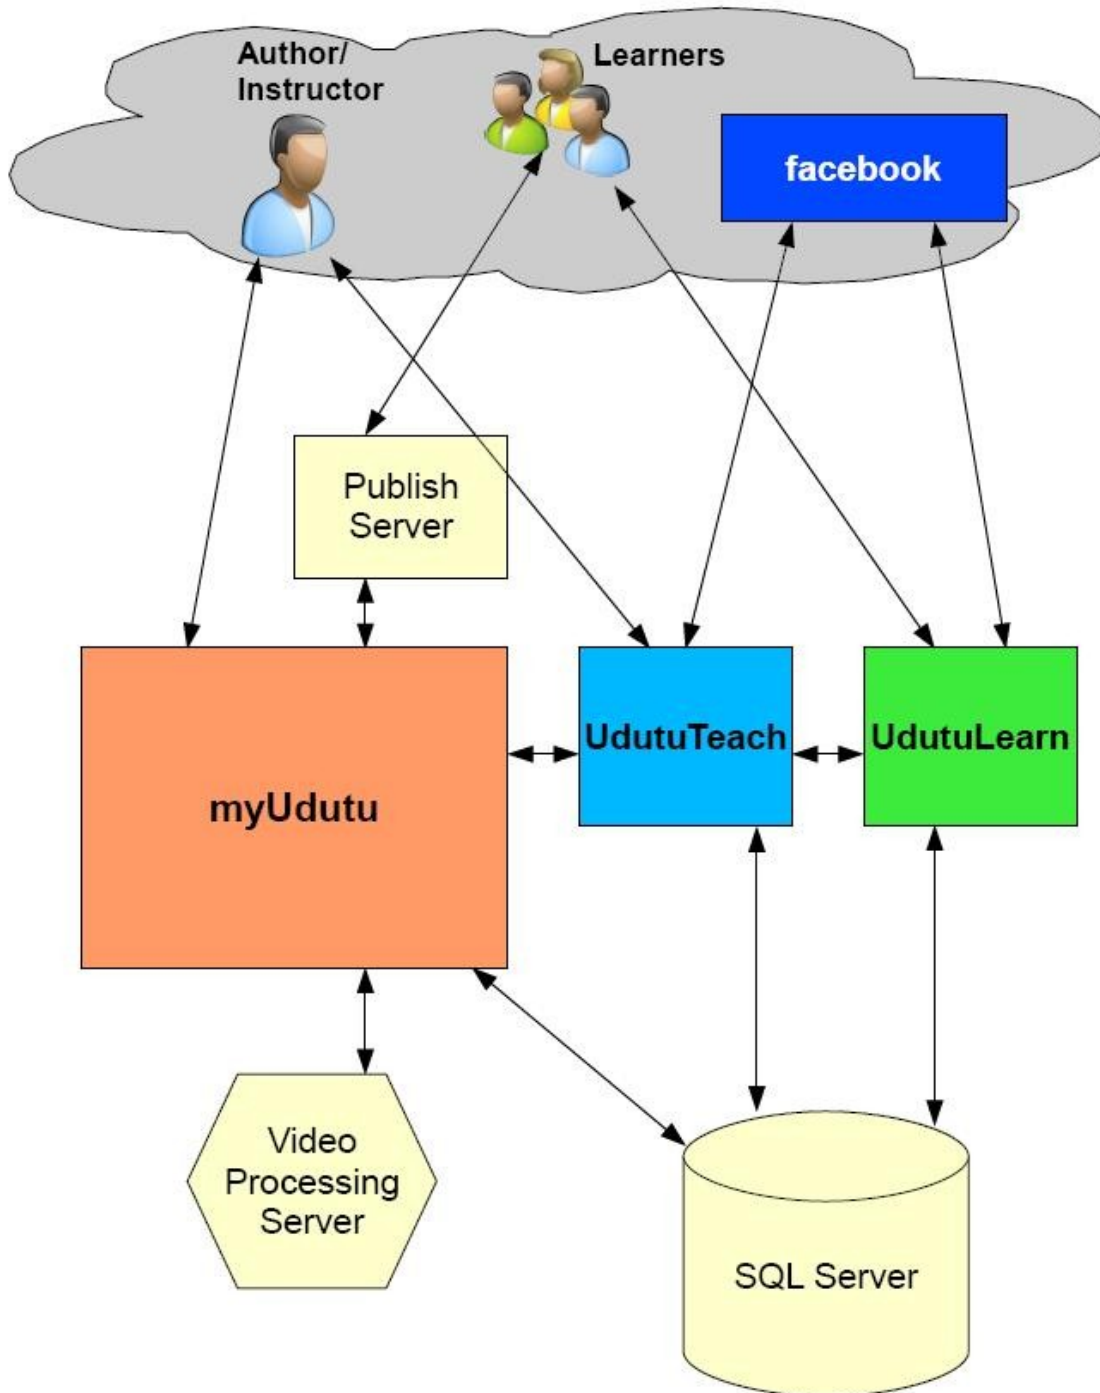 Author/
Instructor
Learners
facebook
Publish
Server
myUdutu
UdutuTeach
UdutuLearn
Video
Processing
Server
SQL Server